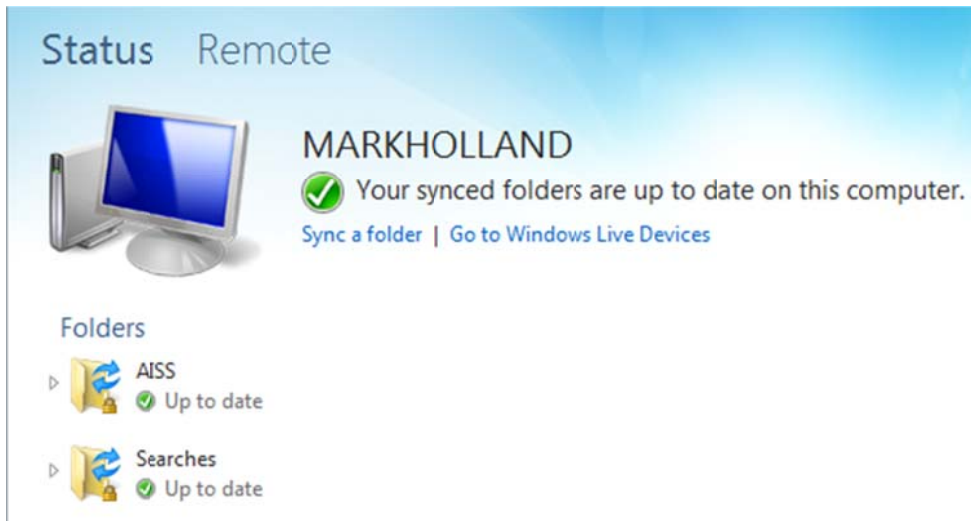 Status Remote
MARKHOLLAND
Your synced folders are up to date on this computer.
Sync a folder | Go to Windows Live Devices
Folders
AISS
Up to date
Searches
Up to date